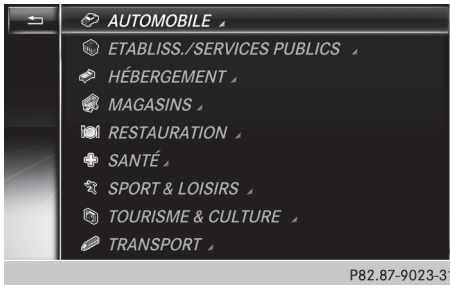 AUTOMOBILE
ETABLISS./SERVICES PUBLICS
HÉBERGEMENT
MAGASINS
RESTAURATION
SANTÉ
SPORT & LOISIRS
TOURISME & CULTURE
TRANSPORT
P82.87-9023-31